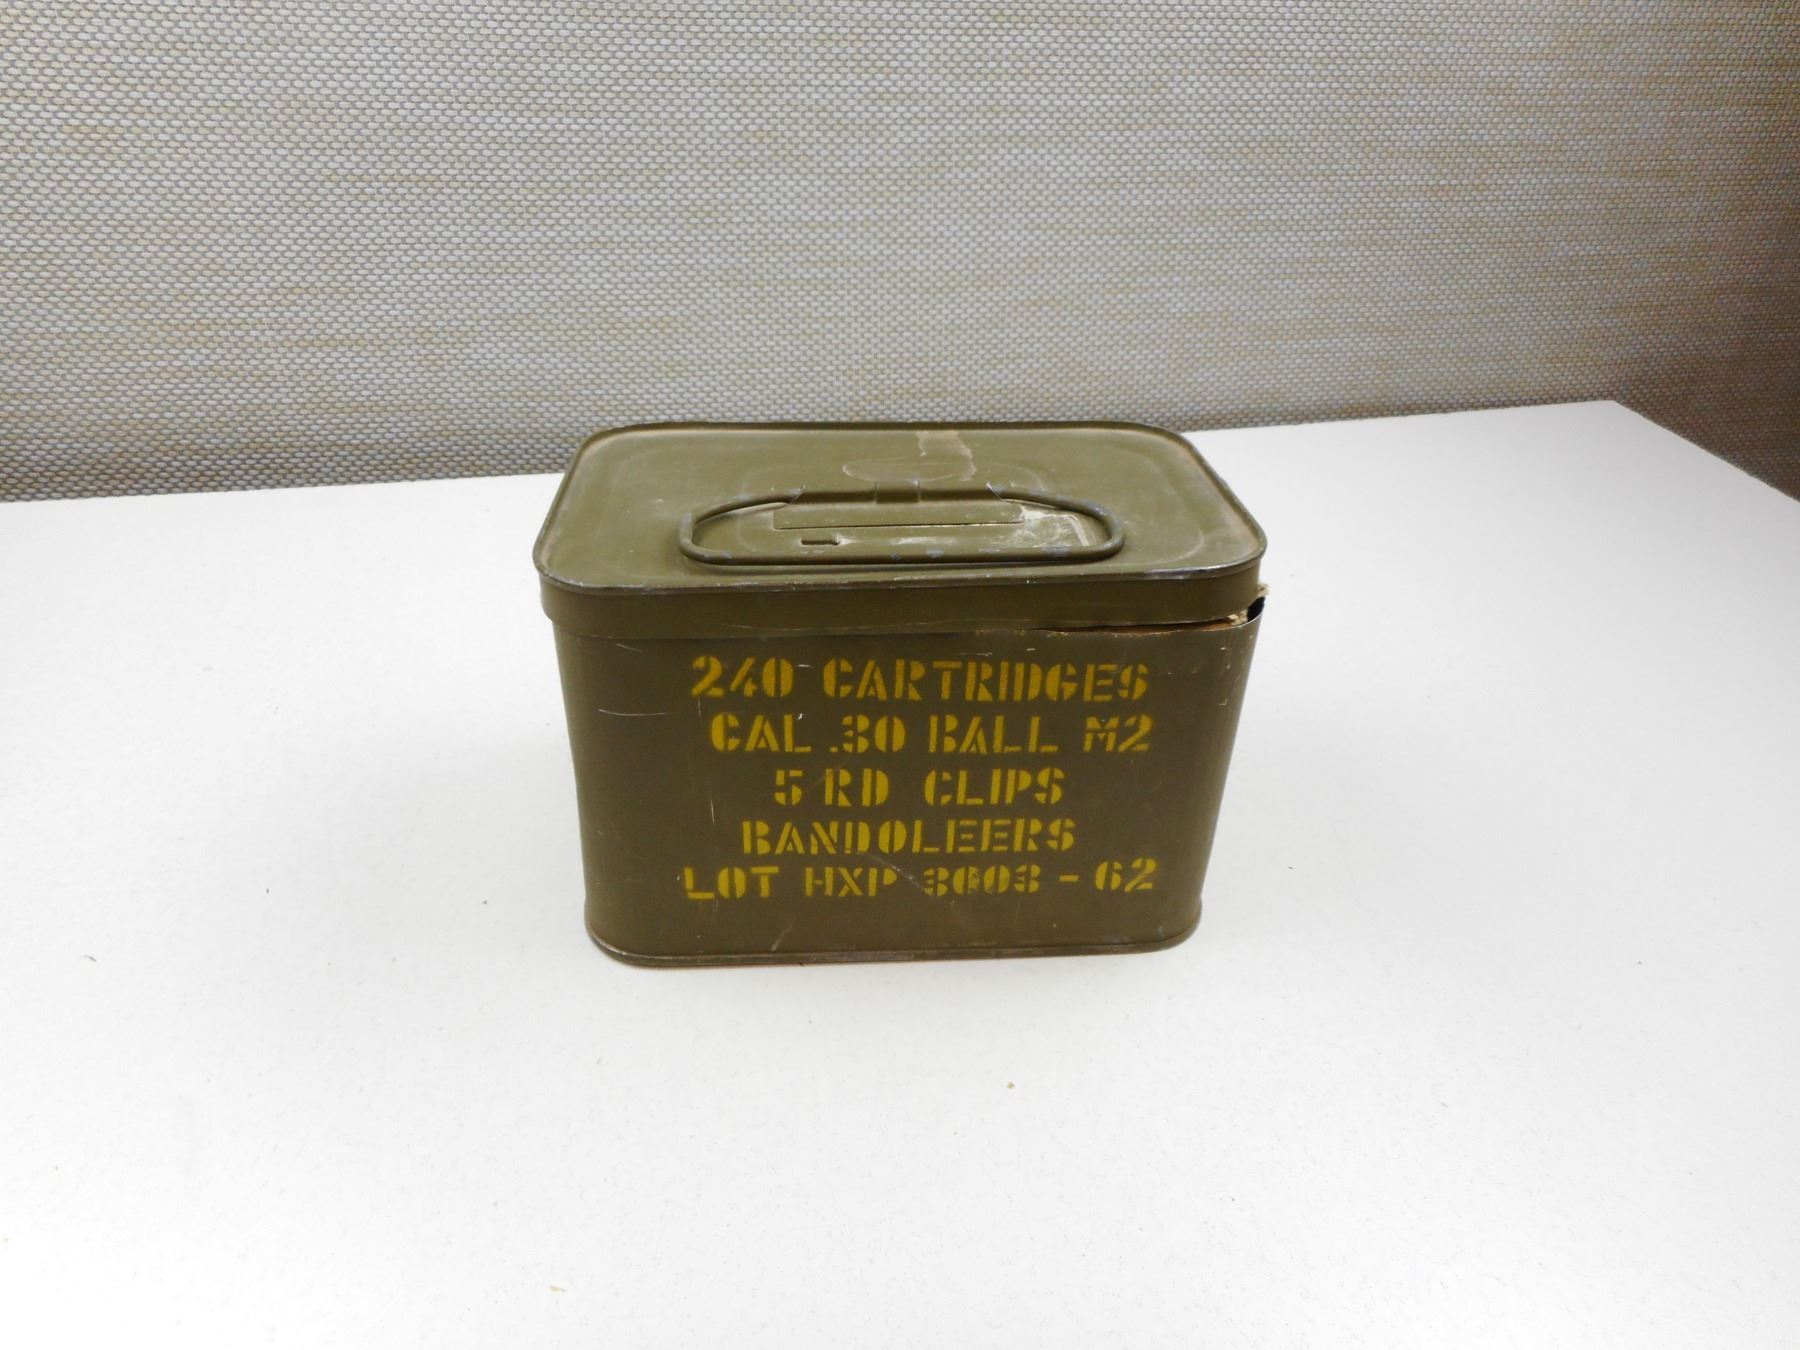 240 CARTRIDGES
CAL .30 BALL M2
5 RD CLIPS
BANDOLEERS
LOT HXP 3603 - 62